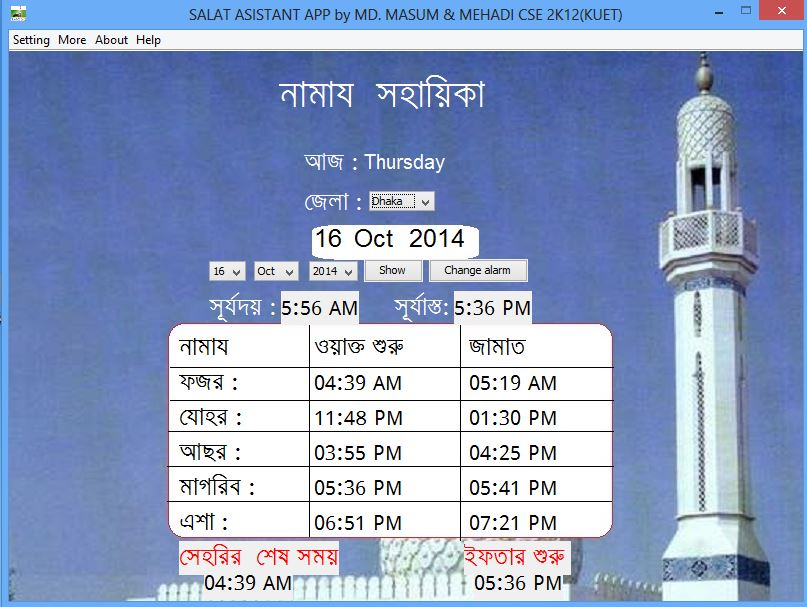 SALAT ASISTANT APP by MD. MASUM & MEHADI CSE 2K12(KUET)
Setting More About Help
নামায সহায়িকা
আজ : Thursday
জেলা : Dhaka
16 Oct 2014
16 Oct 2014 Show Change alarm
সূর্যদয় : 5:56 AM সূর্যাস্ত: 5:36 PM
নামায ওয়াক্ত শুরু জামাত
ফজর : 04:39 AM 05:19 AM
যোহর : 11:48 PM 01:30 PM
আছর : 03:55 PM 04:25 PM
মাগরিব : 05:36 PM 05:41 PM
এশা : 06:51 PM 07:21 PM
সেহরির শেষ সময় ইফতার শুরু
04:39 AM 05:36 PM